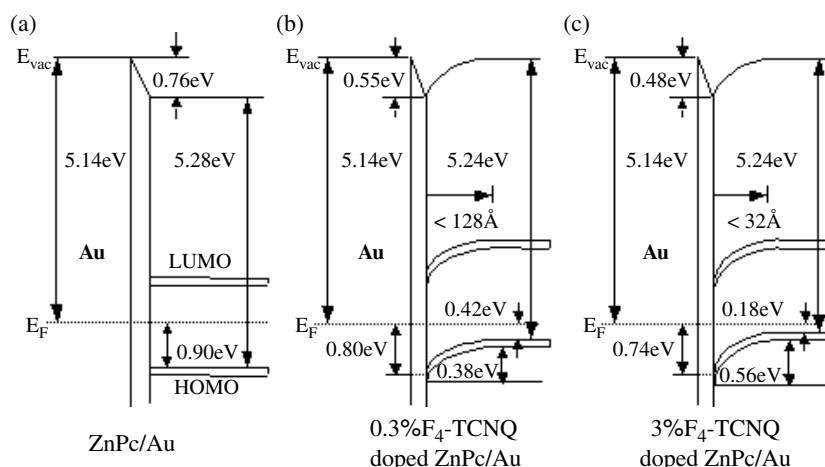 (a)
E_vac
0.76eV
5.14eV
5.28eV
Au
LUMO
E_F
0.90eV
HOMO
ZnPc/Au
(b)
E_vac
0.55eV
5.14eV
5.24eV
< 128Å
Au
0.42eV
E_F
0.80eV
0.38eV
0.3%F₄-TCNQ
doped ZnPc/Au
(c)
E_vac
0.48eV
5.14eV
5.24eV
< 32Å
Au
0.18eV
E_F
0.74eV
0.56eV
3%F₄-TCNQ
doped ZnPc/Au